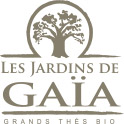 LES JARDINS DE
GAÏA
GRANDS THÉS BIO